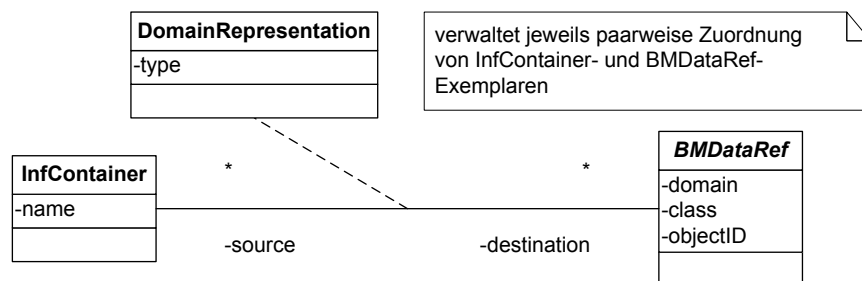 DomainRepresentation
-type
verwaltet jeweils paarweise Zuordnung
von InfContainer- und BMDataRef-
Exemplaren
InfContainer
-name
*
*
-source
-destination
BMDataRef
-domain
-class
-objectID